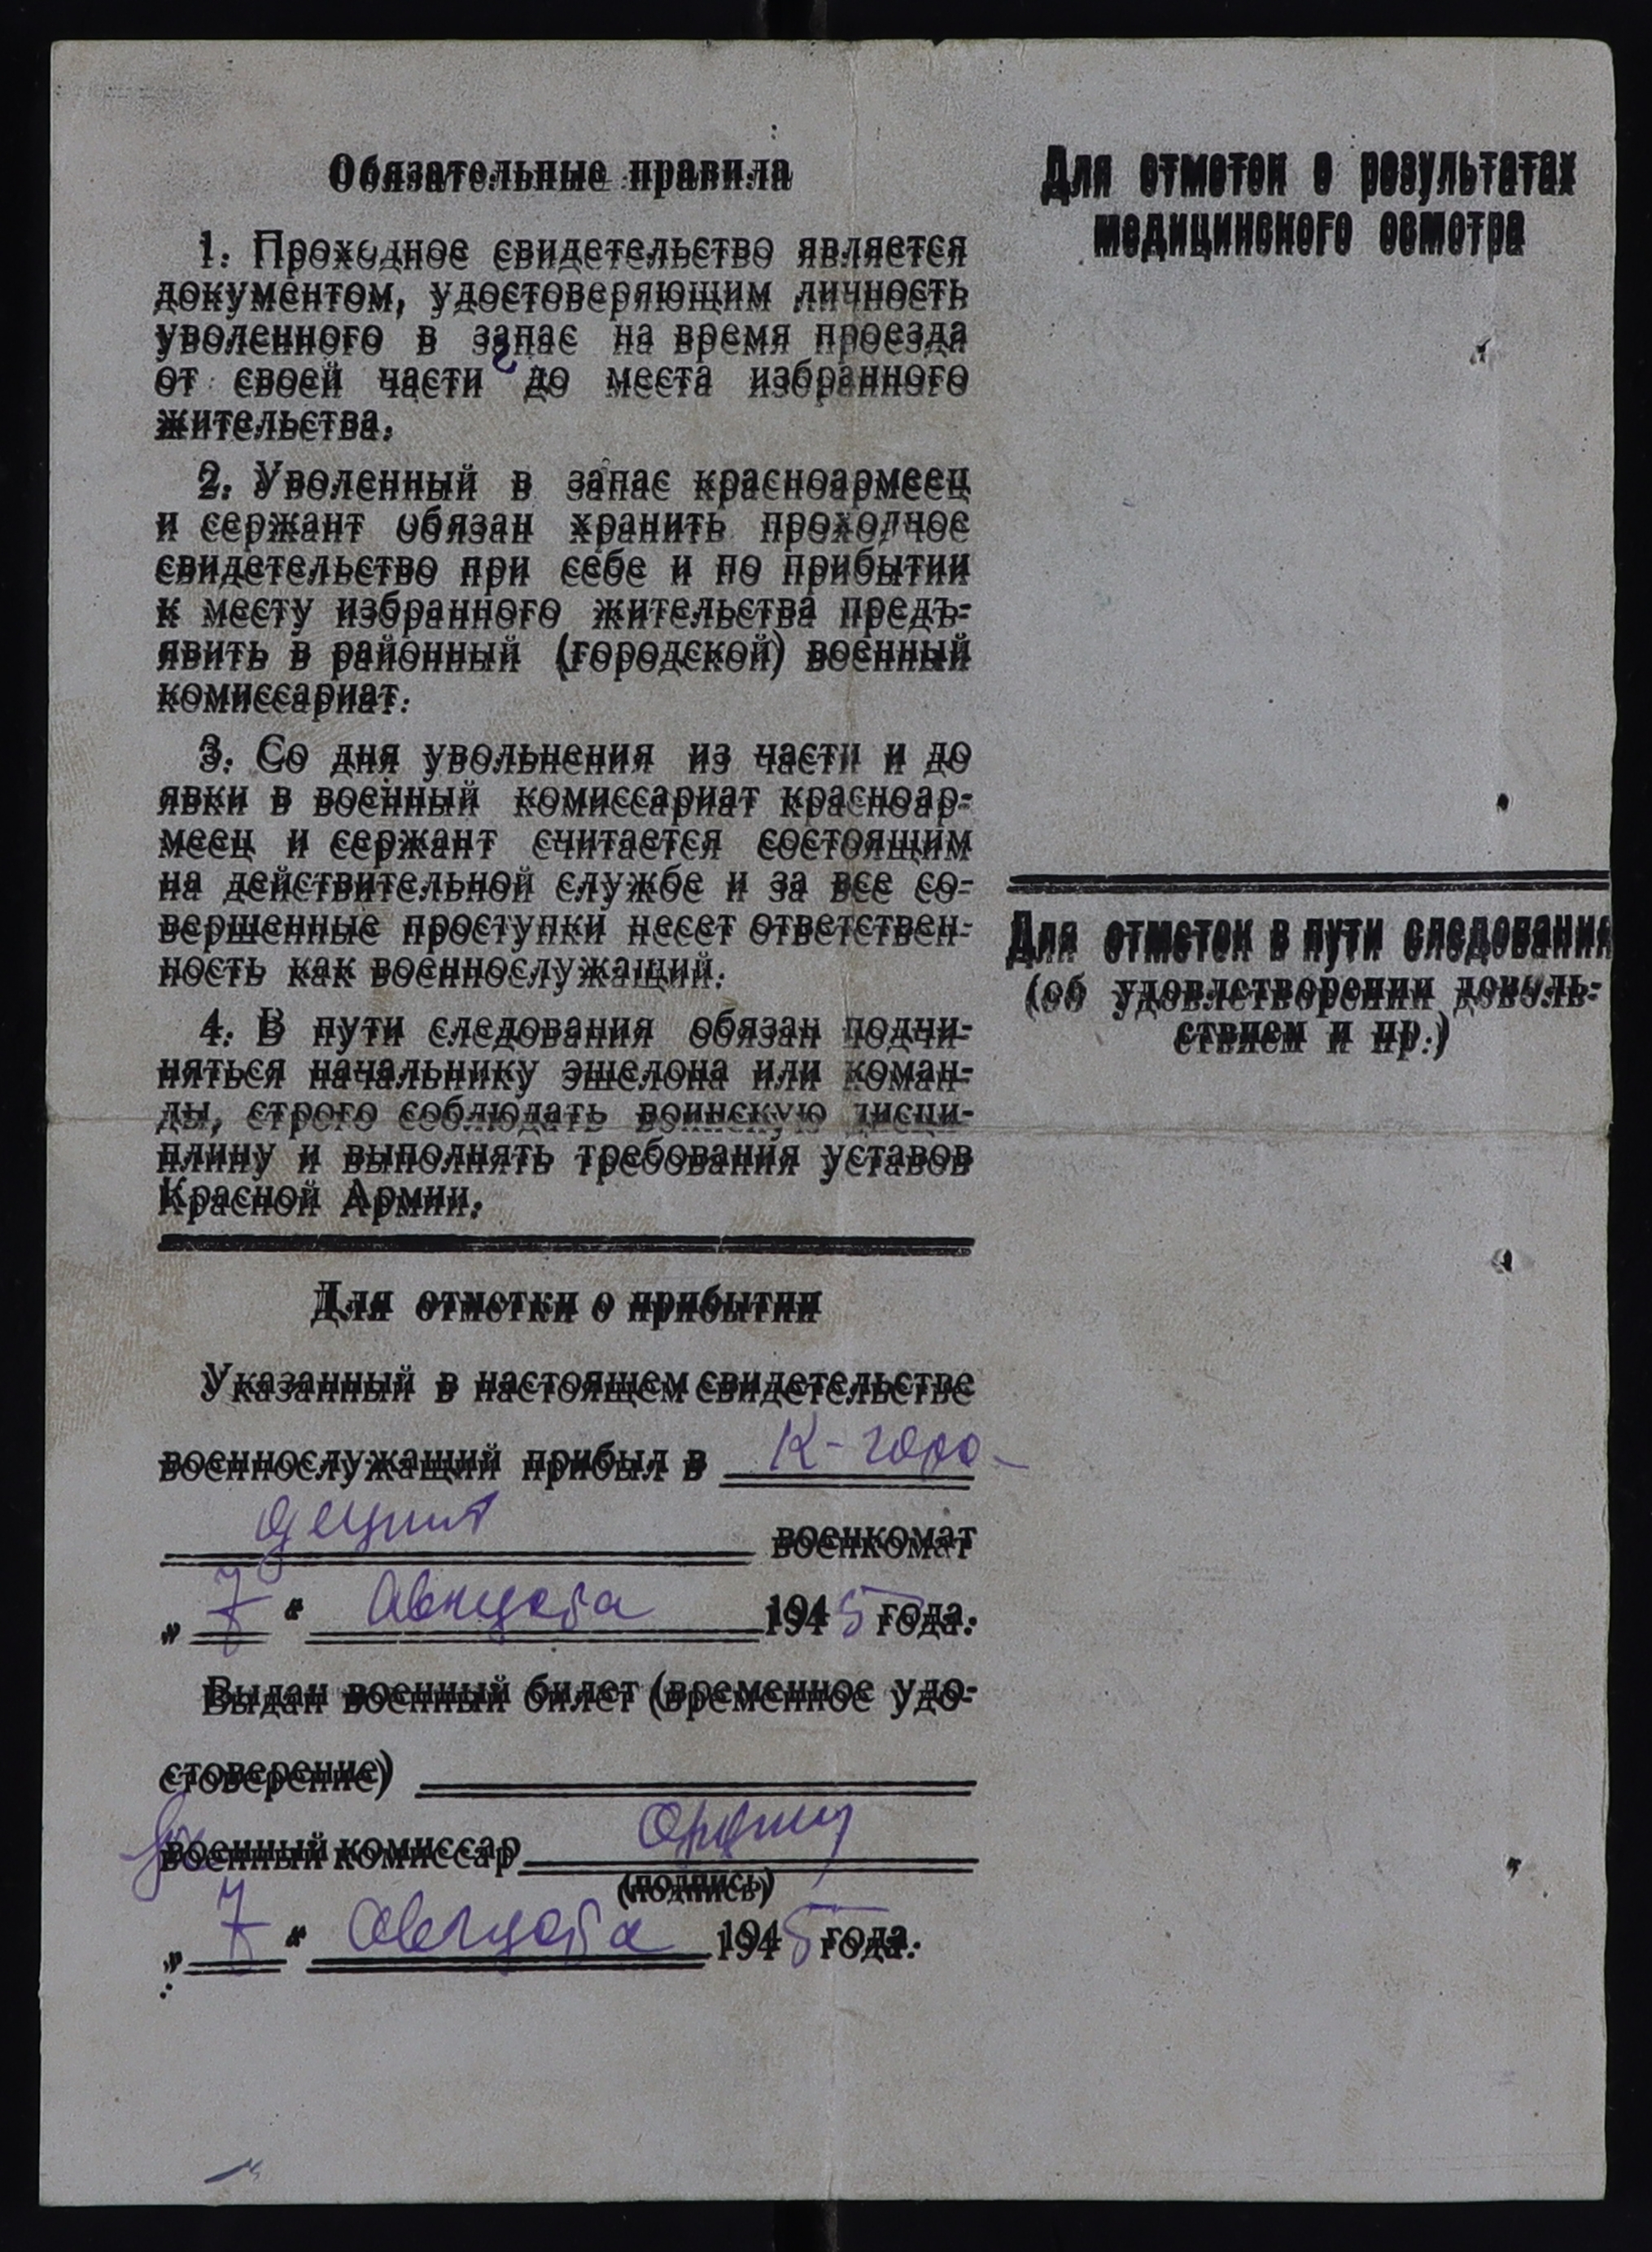 Обязательные правила
1. Проходное свидетельство является
документом, удостоверяющим личность
уволенного в запас на время проезда
от своей части до места избранного
жительства.
2. Уволенный в запас красноармеец
и сержант обязан хранить проходное
свидетельство при себе и по прибытии
к месту избранного жительства предъ-
явить в районный (городской) военный
комиссариат.
3. Со дня увольнения из части и до
явки в военный комиссариат красноар-
меец и сержант считается состоящим
на действительной службе и за все со-
вершенные проступки несет ответствен-
ность как военнослужащий.
4. В пути следования обязан подчи-
няться начальнику эшелона или коман-
ды, строго соблюдать воинскую дисци-
плину и выполнять требования уставов
Красной Армии.
Для отметки о прибытии
Указанный в настоящем свидетельстве
военнослужащий прибыл в К-горо-
военкомат
„7“ Августа 1945 года.
Выдан военный билет (временное удо-
стоверение)
военный комиссар
(подпись)
„7“ Августа 1945 года.
Для отметок о результатах
медицинского осмотра
Для отметок в пути следования
(об удовлетворении доволь-
ствием и пр.)